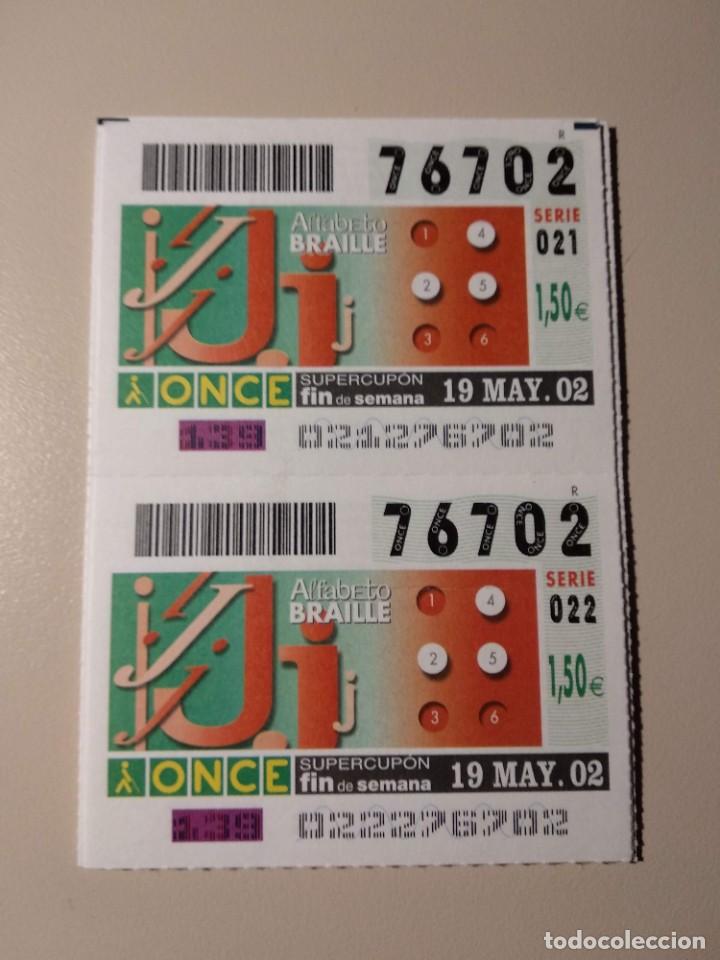 R
76702
SERIE
021
1,50€
Alfabeto
BRAILLE
1 4
2 5
3 6
J
ONCE
SUPERCUPÓN
fin de semana
19 MAY. 02
139
021276702
R
76702
SERIE
022
1,50€
Alfabeto
BRAILLE
1 4
2 5
3 6
J
ONCE
SUPERCUPÓN
fin de semana
19 MAY. 02
139
022276702
todocoleccion